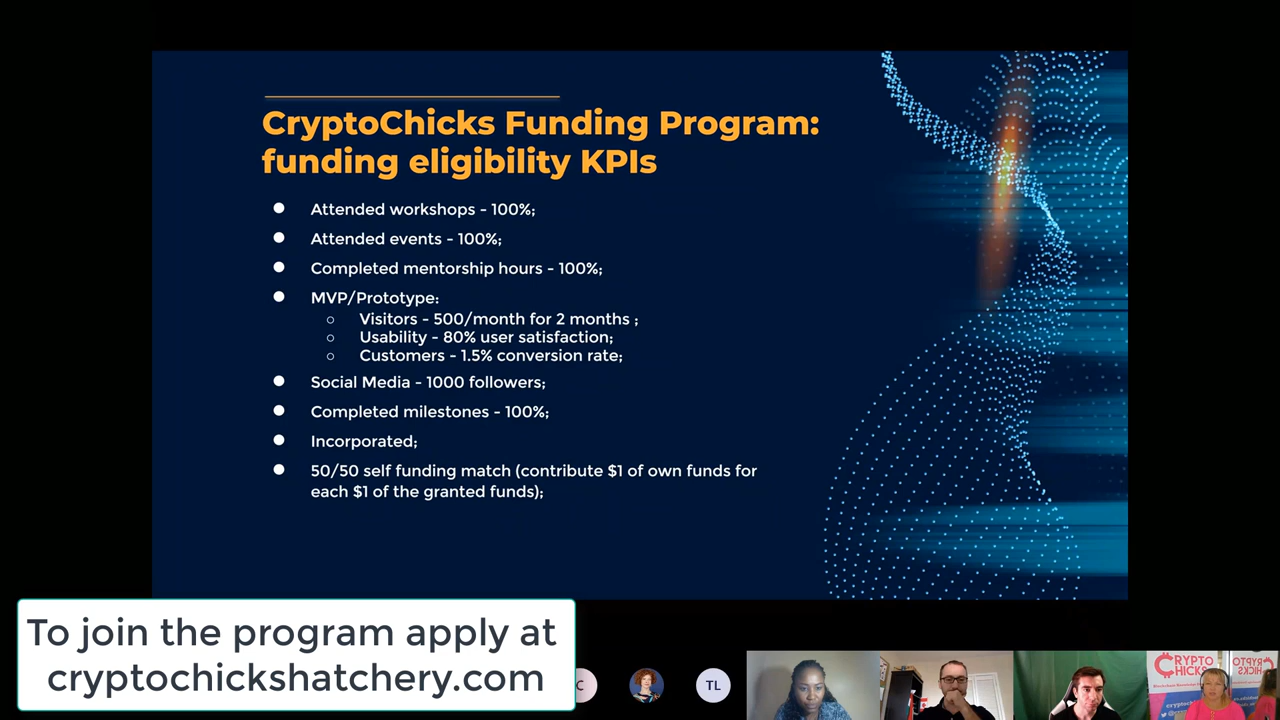 CryptoChicks Funding Program:
funding eligibility KPIs
Attended workshops - 100%;
Attended events - 100%;
Completed mentorship hours - 100%;
MVP/Prototype:
Visitors - 500/month for 2 months ;
Usability - 80% user satisfaction;
Customers - 1.5% conversion rate;
Social Media - 1000 followers;
Completed milestones - 100%;
Incorporated;
50/50 self funding match (contribute $1 of own funds for
each $1 of the granted funds);
To join the program apply at
cryptochickshatchery.com
C
TL
CRYPTO
CHICKS